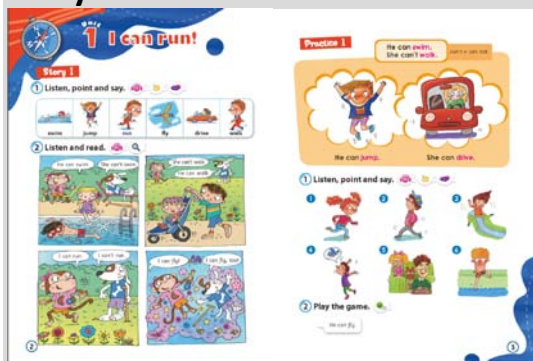 Unit
1 I can run!
Story 1
1 Listen, point and say.
swim jump run fly drive walk
2 Listen and read.
He can swim. She can't swim.
She can't walk.
He can walk.
I can run. I can't run.
I can fly! I can fly, too!
2
Practice 1
He can swim.
She can't walk.
can't = can not
He can jump. She can drive.
1 Listen, point and say.
1 2 3
4 5 6
2 Play the game.
He can fly.
3